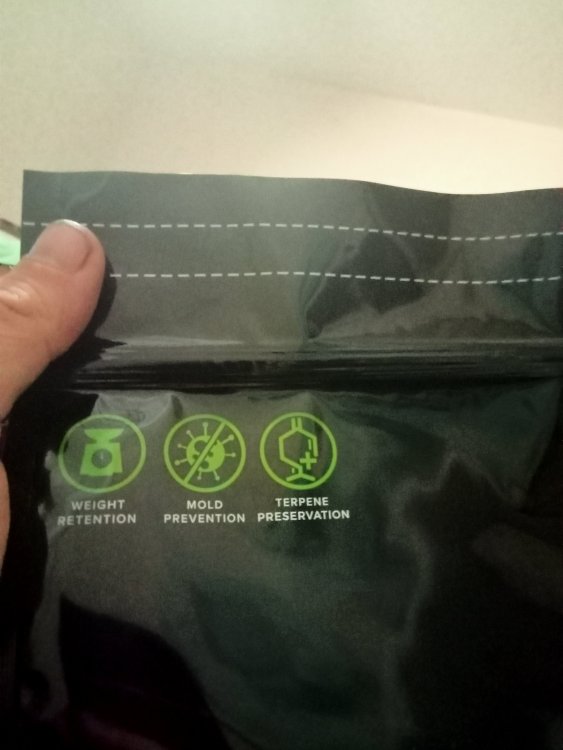 WEIGHT
RETENTION
MOLD
PREVENTION
TERPENE
PRESERVATION